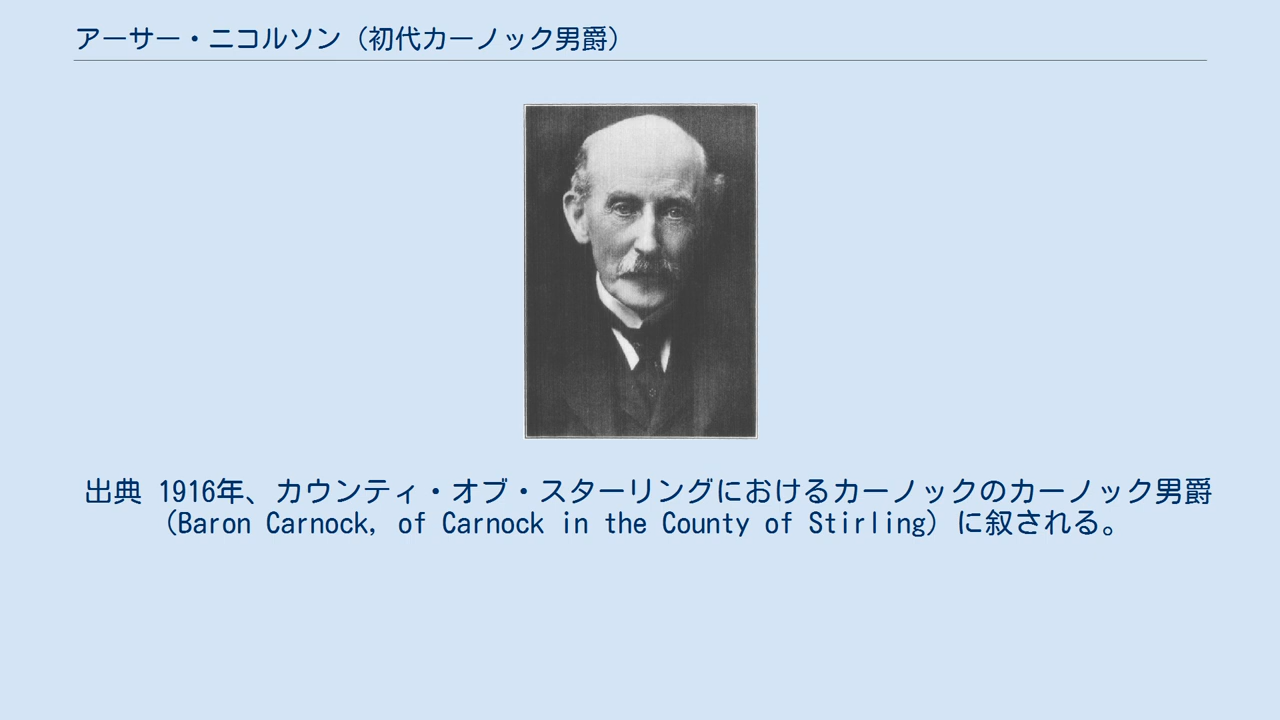 アーサー・ニコルソン（初代カーノック男爵）
出典 1916年、カウンティ・オブ・スターリングにおけるカーノックのカーノック男爵
（Baron Carnock, of Carnock in the County of Stirling）に叙される。